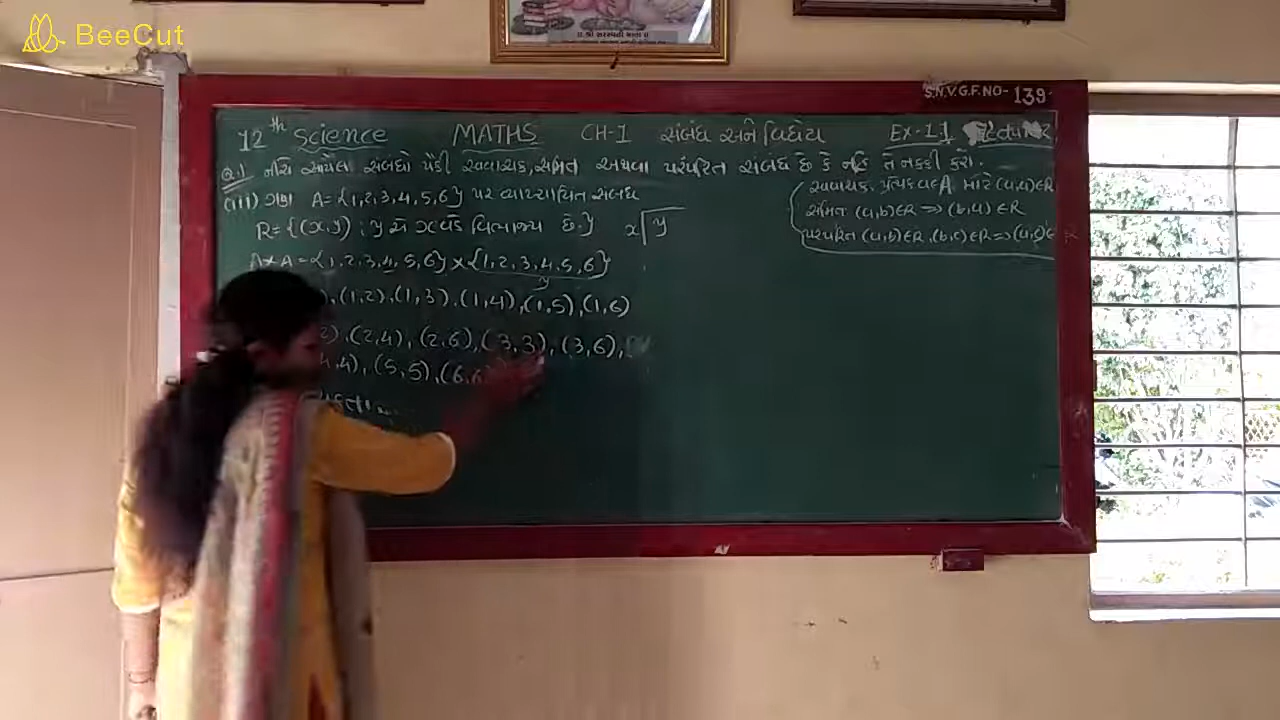 BeeCut
॥ શ્રી સરસ્વતી માતા ॥
S.N.V.G.F.NO- 139-
12th Science MATHS CH-1 સંબંધ અને વિધેય Ex-1.1
Q.1 નીચે આપેલા સંબંધો પૈકી સ્વવાચક, સંમિત અથવા પરંપરિત સંબંધ છે કે નહિ તે નક્કી કરો.
(iii) ગણ A={1,2,3,4,5,6} પર વ્યાખ્યાયિત સંબંધ
R={(x,y) : y એ x વડે વિભાજ્ય છે.} x y
A×A={1,2,3,4,5,6}×{1,2,3,4,5,6}
y
,(1,2),(1,3),(1,4),(1,5),(1,6)
2),(2,4),(2,6),(3,3),(3,6),
4),(5,5),(6,6
સ્વવાચક પ્રત્યેક a∈A માટે (a,a)∈R
સંમિત (a,b)∈R ⇒ (b,a)∈R
પરંપરિત (a,b)∈R,(b,c)∈R⇒(a,c)∈R